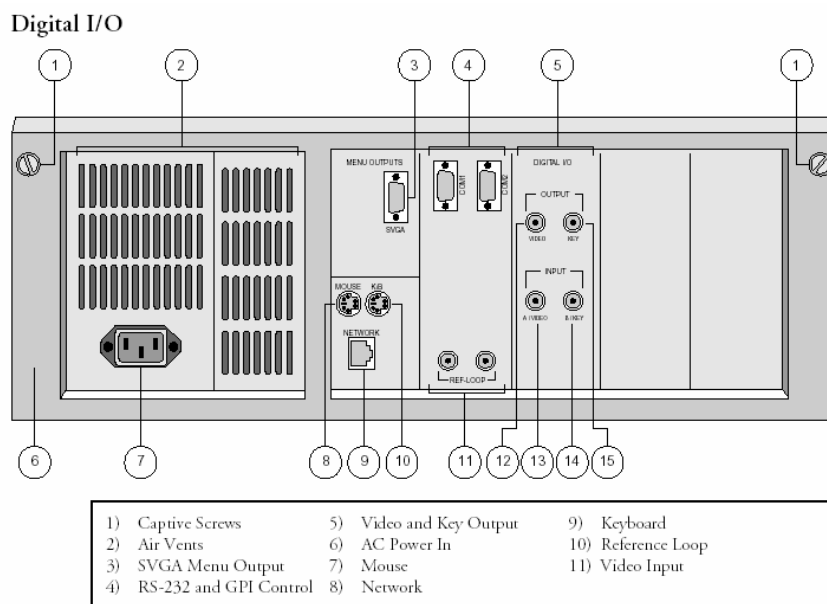 Digital I/O
1 2 3 4 5 1
MENU OUTPUTS
SVGA
COM1
COM2
DIGITAL I/O
OUTPUT
VIDEO KEY
INPUT
A /VIDEO B /KEY
MOUSE K/B
NETWORK
REF-LOOP
6 7 8 9 10 11 12 13 14 15
1) Captive Screws
2) Air Vents
3) SVGA Menu Output
4) RS-232 and GPI Control
5) Video and Key Output
6) AC Power In
7) Mouse
8) Network
9) Keyboard
10) Reference Loop
11) Video Input